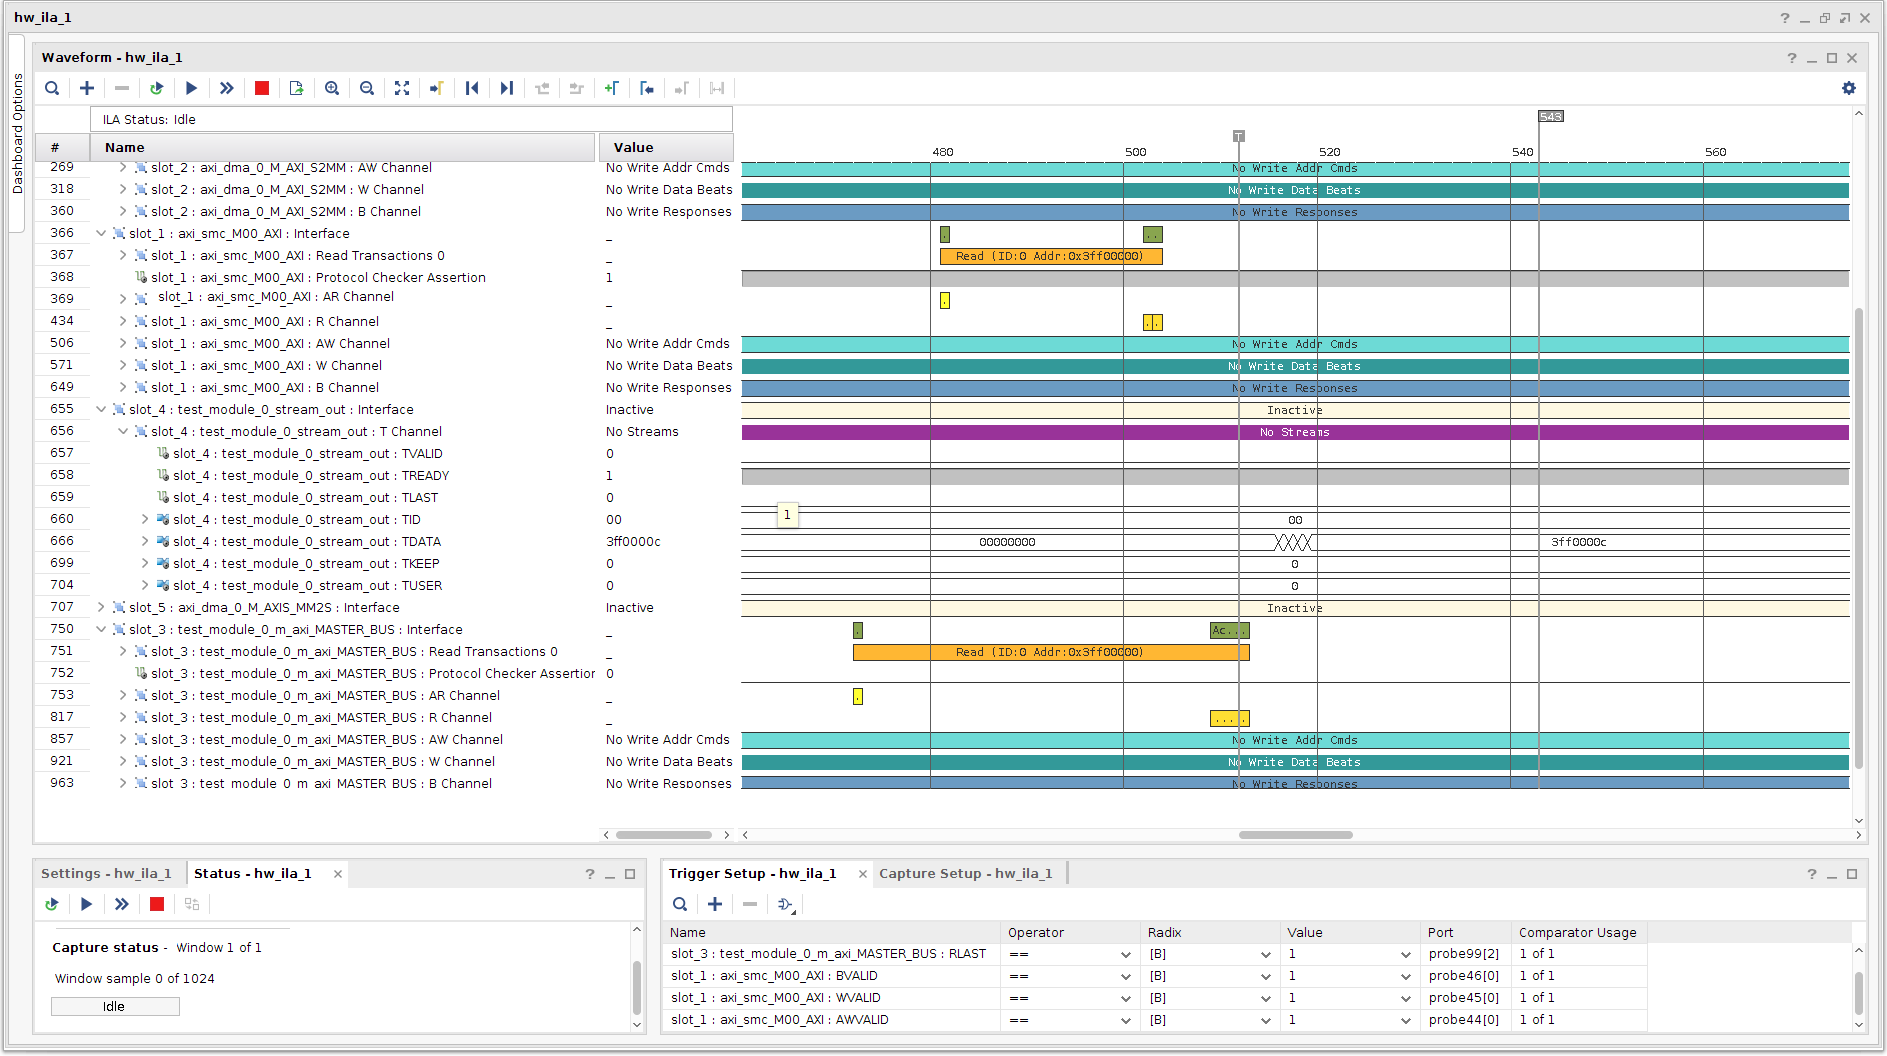 hw_ila_1
Dashboard Options
Waveform - hw_ila_1
ILA Status: Idle
543
T
# Name Value
480 500 520 540 560
269 slot_2 : axi_dma_0_M_AXI_S2MM : AW Channel No Write Addr Cmds No Write Addr Cmds
318 slot_2 : axi_dma_0_M_AXI_S2MM : W Channel No Write Data Beats No Write Data Beats
360 slot_2 : axi_dma_0_M_AXI_S2MM : B Channel No Write Responses No Write Responses
366 slot_1 : axi_smc_M00_AXI : Interface _ . ..
367 slot_1 : axi_smc_M00_AXI : Read Transactions 0 _ Read (ID:0 Addr:0x3ff00000)
368 slot_1 : axi_smc_M00_AXI : Protocol Checker Assertion 1
369 slot_1 : axi_smc_M00_AXI : AR Channel _ .
434 slot_1 : axi_smc_M00_AXI : R Channel _ . .
506 slot_1 : axi_smc_M00_AXI : AW Channel No Write Addr Cmds No Write Addr Cmds
571 slot_1 : axi_smc_M00_AXI : W Channel No Write Data Beats No Write Data Beats
649 slot_1 : axi_smc_M00_AXI : B Channel No Write Responses No Write Responses
655 slot_4 : test_module_0_stream_out : Interface Inactive Inactive
656 slot_4 : test_module_0_stream_out : T Channel No Streams No Streams
657 slot_4 : test_module_0_stream_out : TVALID 0
658 slot_4 : test_module_0_stream_out : TREADY 1
659 slot_4 : test_module_0_stream_out : TLAST 0
1
660 slot_4 : test_module_0_stream_out : TID 00 00
666 slot_4 : test_module_0_stream_out : TDATA 3ff0000c 00000000 3ff0000c
699 slot_4 : test_module_0_stream_out : TKEEP 0 0
704 slot_4 : test_module_0_stream_out : TUSER 0 0
707 slot_5 : axi_dma_0_M_AXIS_MM2S : Interface Inactive Inactive
750 slot_3 : test_module_0_m_axi_MASTER_BUS : Interface _ . Ac...
751 slot_3 : test_module_0_m_axi_MASTER_BUS : Read Transactions 0 _ Read (ID:0 Addr:0x3ff00000)
752 slot_3 : test_module_0_m_axi_MASTER_BUS : Protocol Checker Assertior 0
753 slot_3 : test_module_0_m_axi_MASTER_BUS : AR Channel _ .
817 slot_3 : test_module_0_m_axi_MASTER_BUS : R Channel _ ... .
857 slot_3 : test_module_0_m_axi_MASTER_BUS : AW Channel No Write Addr Cmds No Write Addr Cmds
921 slot_3 : test_module_0_m_axi_MASTER_BUS : W Channel No Write Data Beats No Write Data Beats
963 slot_3 : test_module_0_m_axi_MASTER_BUS : B Channel No Write Responses No Write Responses
Settings - hw_ila_1 Status - hw_ila_1
Capture status - Window 1 of 1
Window sample 0 of 1024
Idle
Trigger Setup - hw_ila_1 Capture Setup - hw_ila_1
Name Operator Radix Value Port Comparator Usage
slot_3 : test_module_0_m_axi_MASTER_BUS : RLAST == [B] 1 probe99[2] 1 of 1
slot_1 : axi_smc_M00_AXI : BVALID == [B] 1 probe46[0] 1 of 1
slot_1 : axi_smc_M00_AXI : WVALID == [B] 1 probe45[0] 1 of 1
slot_1 : axi_smc_M00_AXI : AWVALID == [B] 1 probe44[0] 1 of 1